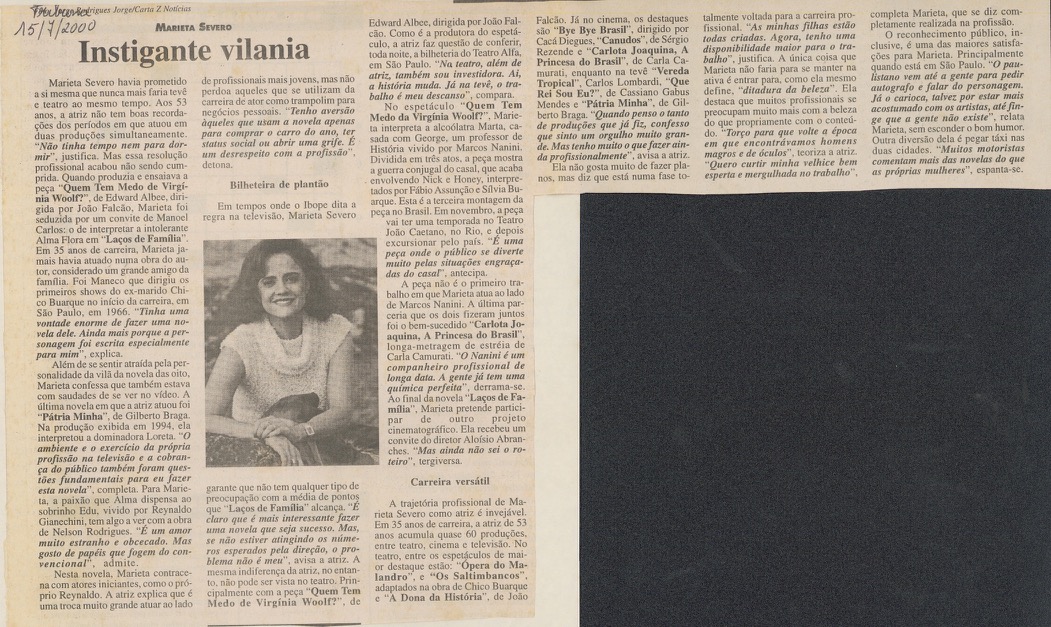 Tribuna
15/7/2000
Rodrigues Jorge/Carta Z Notícias
MARIETA SEVERO
Instigante vilania
Marieta Severo havia prometido
a si mesma que nunca mais faria tevê
e teatro ao mesmo tempo. Aos 53
anos, a atriz não tem boas recorda-
ções dos períodos em que atuou em
duas produções simultaneamente.
"Não tinha tempo nem para dor-
mir", justifica. Mas essa resolução
profissional acabou não sendo cum-
prida. Quando produzia e ensaiava a
peça "Quem Tem Medo de Virgí-
nia Woolf?", de Edward Albee, diri-
gida por João Falcão, Marieta foi
seduzida por um convite de Manoel
Carlos: o de interpretar a intolerante
Alma Flora em "Laços de Família".
Em 35 anos de carreira, Marieta ja-
mais havia atuado numa obra do au-
tor, considerado um grande amigo da
família. Foi Maneco que dirigiu os
primeiros shows do ex-marido Chi-
co Buarque no início da carreira, em
São Paulo, em 1966. "Tinha uma
vontade enorme de fazer uma no-
vela dele. Ainda mais porque a per-
sonagem foi escrita especialmente
para mim", explica.
Além de se sentir atraída pela per-
sonalidade da vilã da novela das oito,
Marieta confessa que também estava
com saudades de se ver no vídeo. A
última novela em que a atriz atuou foi
"Pátria Minha", de Gilberto Braga.
Na produção exibida em 1994, ela
interpretou a dominadora Loreta. "O
ambiente e o exercício da própria
profissão na televisão e a cobran-
ça do público também foram ques-
tões fundamentais para eu fazer
esta novela", completa. Para Marie-
ta, a paixão que Alma dispensa ao
sobrinho Edu, vivido por Reynaldo
Gianechini, tem algo a ver com a obra
de Nelson Rodrigues. "É um amor
muito estranho e obcecado. Mas
gosto de papéis que fogem do con-
vencional", admite.
Nesta novela, Marieta contrace-
na com atores iniciantes, como o pró-
prio Reynaldo. A atriz explica que é
uma troca muito grande atuar ao lado
de profissionais mais jovens, mas não
perdoa aqueles que se utilizam da
carreira de ator como trampolim para
negócios pessoais. "Tenho aversão
àqueles que usam a novela apenas
para comprar o carro do ano, ter
status social ou abrir uma grife. É
um desrespeito com a profissão",
detona.
Bilheteira de plantão
Em tempos onde o Ibope dita a
regra na televisão, Marieta Severo
garante que não tem qualquer tipo de
preocupação com a média de pontos
que "Laços de Família" alcança. "É
claro que é mais interessante fazer
uma novela que seja sucesso. Mas,
se não estiver atingindo os núme-
ros esperados pela direção, o pro-
blema não é meu", avisa a atriz. A
mesma indiferença da atriz, no entan-
to, não pode ser vista no teatro. Prin-
cipalmente com a peça "Quem Tem
Medo de Virgínia Woolf?", de
Edward Albee, dirigida por João Fal-
cão. Como é a produtora do espetá-
culo, a atriz faz questão de conferir,
toda noite, a bilheteria do Teatro Alfa,
em São Paulo. "Na teatro, além de
atriz, também sou investidora. Aí,
a história muda. Já na tevê, o tra-
balho é meu descanso", compara.
No espetáculo "Quem Tem
Medo da Virgínia Woolf?", Marie-
ta interpreta a alcoólatra Marta, ca-
sada com George, um professor de
História vivido por Marcos Nanini.
Dividida em três atos, a peça mostra
a guerra conjugal do casal, que acaba
envolvendo Nick e Honey, interpre-
tados por Fábio Assunção e Sílvia Bu-
arque. Esta é a terceira montagem da
peça no Brasil. Em novembro, a peça
vai ter uma temporada no Teatro
João Caetano, no Rio, e depois
excursionar pelo país. "É uma
peça onde o público se diverte
muito pelas situações engraça-
das do casal", antecipa.
A peça não é o primeiro traba-
lho em que Marieta atua ao lado
de Marcos Nanini. A última par-
ceria que os dois fizeram juntos
foi o bem-sucedido "Carlota Jo-
aquina, A Princesa do Brasil",
longa-metragem de estréia de
Carla Camurati. "O Nanini é um
companheiro profissional de
longa data. A gente já tem uma
química perfeita", derrama-se.
Ao final da novela "Laços de Fa-
mília", Marieta pretende partici-
par de outro projeto
cinematográfico. Ela recebeu um
convite do diretor Aloísio Abran-
ches. "Mas ainda não sei o ro-
teiro", tergiversa.
Carreira versátil
A trajetória profissional de Ma-
rieta Severo como atriz é invejável.
Em 35 anos de carreira, a atriz de 53
anos acumula quase 60 produções,
entre teatro, cinema e televisão. No
teatro, entre os espetáculos de mai-
or destaque estão: "Ópera do Ma-
landro", e "Os Saltimbancos",
adaptados na obra de Chico Buarque
e "A Dona da História", de João
Falcão. Já no cinema, os destaques
são "Bye Bye Brasil", dirigido por
Cacá Diegues, "Canudos", de Sérgio
Rezende e "Carlota Joaquina, A
Princesa do Brasil", de Carla Ca-
murati, enquanto na tevê "Vereda
Tropical", Carlos Lombardi, "Que
Rei Sou Eu?", de Cassiano Gabus
Mendes e "Pátria Minha", de Gil-
berto Braga. "Quando penso o tanto
de produções que já fiz, confesso
que sinto um orgulho muito gran-
de. Mas tenho muito o que fazer ain-
da profissionalmente", avisa a atriz.
Ela não gosta muito de fazer pla-
nos, mas diz que está numa fase to-
talmente voltada para a carreira pro-
fissional. "As minhas filhas estão
todas criadas. Agora, tenho uma
disponibilidade maior para o tra-
balho", justifica. A única coisa que
Marieta não faria para se manter na
ativa é entrar para, como ela mesmo
define, "ditadura da beleza". Ela
destaca que muitos profissionais se
preocupam muito mais com a beleza
do que propriamente com o conteú-
do. "Torço para que volte a época
em que encontrávamos homens
magros e de óculos", teoriza a atriz.
"Quero curtir minha velhice bem
esperta e mergulhada no trabalho",
completa Marieta, que se diz com-
pletamente realizada na profissão.
O reconhecimento público, in-
clusive, é uma das maiores satisfa-
ções para Marieta. Principalmente
quando está em São Paulo. "O pau-
listano vem até a gente para pedir
autógrafo e falar do personagem.
Já o carioca, talvez por estar mais
acostumado com os artistas, até fin-
ge que a gente não existe", relata
Marieta, sem esconder o bom humor.
Outra diversão dela é pegar táxi nas
duas cidades. "Muitos motoristas
comentam mais das novelas do que
as próprias mulheres", espanta-se.